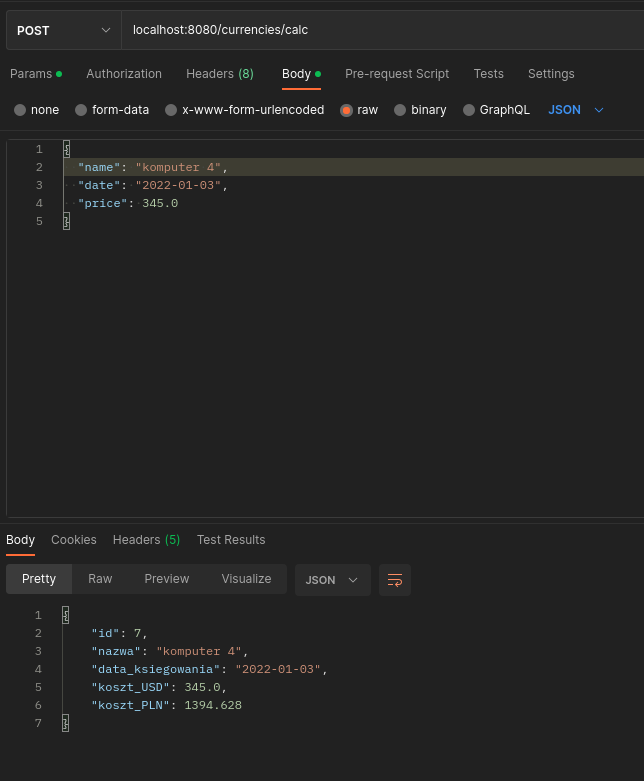 POST localhost:8080/currencies/calc
Params Authorization Headers (8) Body Pre-request Script Tests Settings
none form-data x-www-form-urlencoded raw binary GraphQL JSON
1 {
2 "name": "komputer 4",
3 "date": "2022-01-03",
4 "price": 345.0
5 }
Body Cookies Headers (5) Test Results
Pretty Raw Preview Visualize JSON
1 {
2 "id": 7,
3 "nazwa": "komputer 4",
4 "data_ksiegowania": "2022-01-03",
5 "koszt_USD": 345.0,
6 "koszt_PLN": 1394.628
7 }